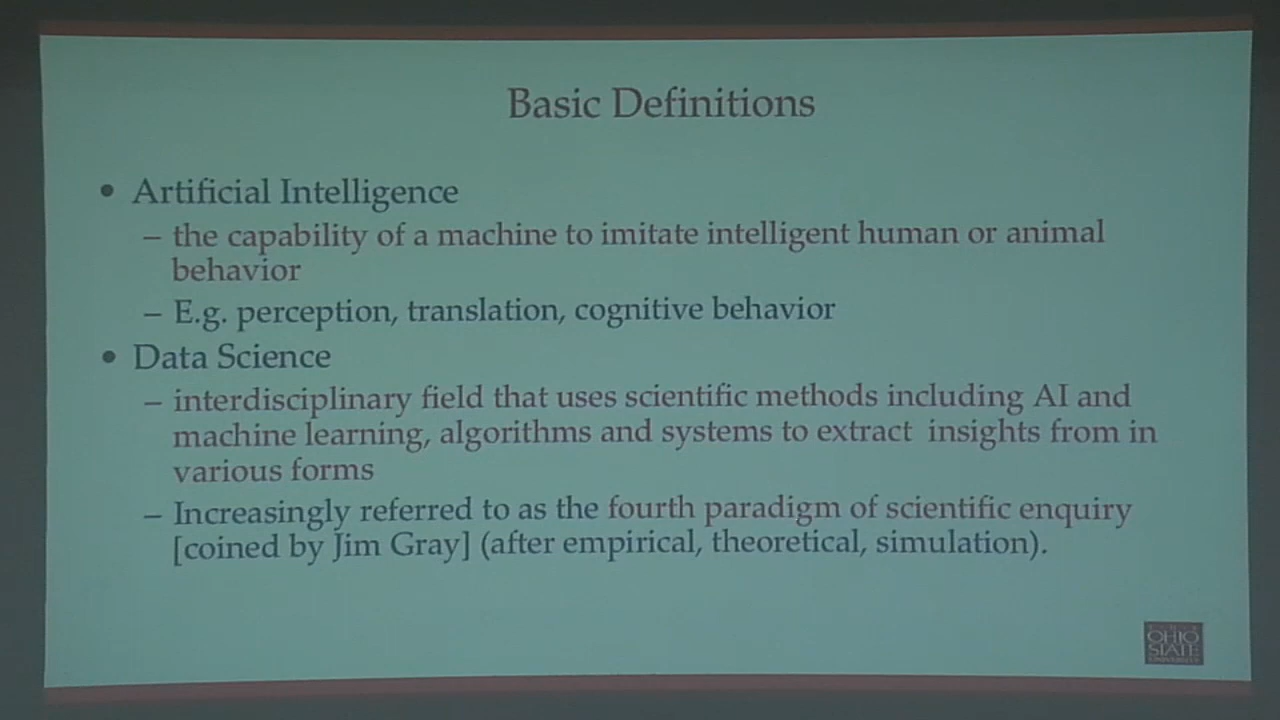 Basic Definitions
• Artificial Intelligence
– the capability of a machine to imitate intelligent human or animal
behavior
– E.g. perception, translation, cognitive behavior
• Data Science
– interdisciplinary field that uses scientific methods including AI and
machine learning, algorithms and systems to extract insights from in
various forms
– Increasingly referred to as the fourth paradigm of scientific enquiry
[coined by Jim Gray] (after empirical, theoretical, simulation).
OHIO
STATE
UNIVERSITY